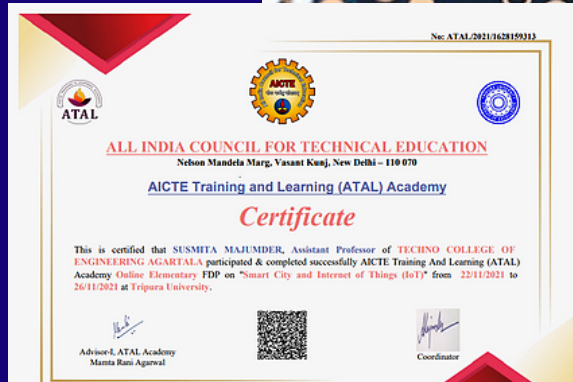 No: ATAL/2021/1628159313
ATAL
AICTE
ALL INDIA COUNCIL FOR TECHNICAL EDUCATION
Nelson Mandela Marg, Vasant Kunj, New Delhi – 110 070
AICTE Training and Learning (ATAL) Academy
Certificate
This is certified that SUSMITA MAJUMDER, Assistant Professor of TECHNO COLLEGE OF
ENGINEERING AGARTALA participated & completed successfully AICTE Training And Learning (ATAL)
Academy Online Elementary FDP on "Smart City and Internet of Things (IoT)" from 22/11/2021 to
26/11/2021 at Tripura University.
Advisor-I, ATAL Academy
Mamta Rani Agarwal
Coordinator